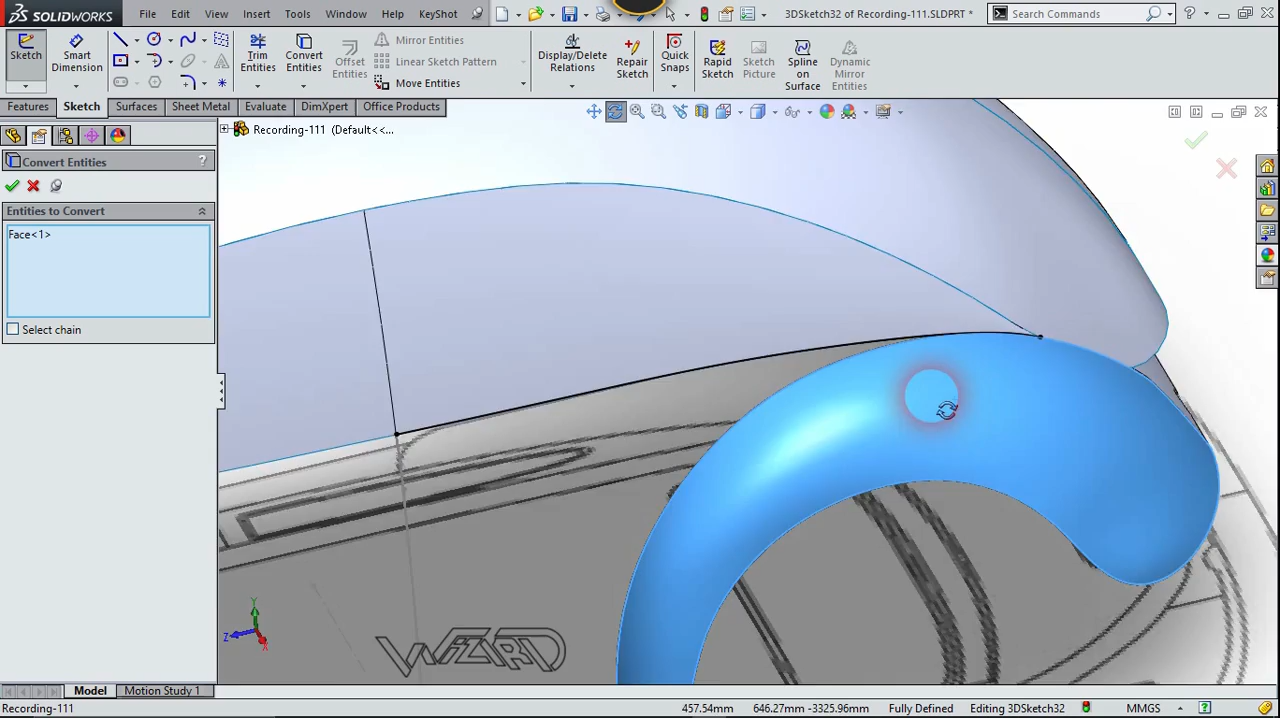 SOLIDWORKS File Edit View Insert Tools Window Help KeyShot 3DSketch32 of Recording-111.SLDPRT * Search Commands
Sketch Smart Dimension Trim Entities Convert Entities Offset Entities Mirror Entities Linear Sketch Pattern Move Entities Display/Delete Relations Repair Sketch Quick Snaps Rapid Sketch Sketch Picture Spline on Surface Dynamic Mirror Entities
Features Sketch Surfaces Sheet Metal Evaluate DimXpert Office Products
Recording-111 (Default<<...
Convert Entities ?
Entities to Convert
Face<1>
Select chain
Y
Z
X
WIZARD
Model Motion Study 1
Recording-111 457.54mm 646.27mm -3325.96mm Fully Defined Editing 3DSketch32 MMGS